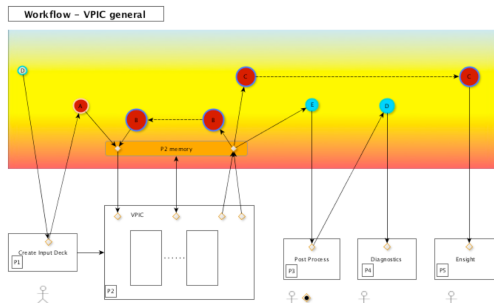 Workflow – VPIC general
D
C
C
A
B
B
E
D
P2 memory
VPIC
Create Input Deck
P1
P2
Post Process
P3
Diagnostics
P4
Ensight
P5